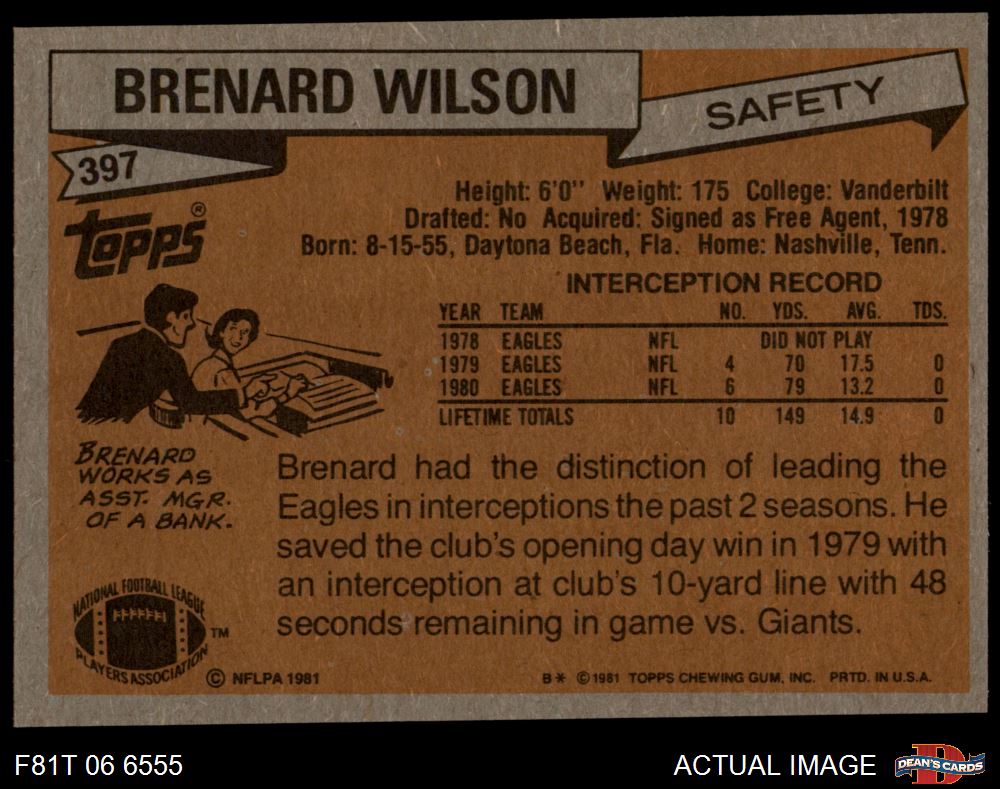 BRENARD WILSON
SAFETY
397
TOPPS®
Height: 6'0'' Weight: 175 College: Vanderbilt
Drafted: No Acquired: Signed as Free Agent, 1978
Born: 8-15-55, Daytona Beach, Fla. Home: Nashville, Tenn.
INTERCEPTION RECORD
YEAR TEAM NO. YDS. AVG. TDS.
1978 EAGLES NFL DID NOT PLAY
1979 EAGLES NFL 4 70 17.5 0
1980 EAGLES NFL 6 79 13.2 0
LIFETIME TOTALS 10 149 14.9 0
BRENARD
WORKS AS
ASST. MGR.
OF A BANK.
Brenard had the distinction of leading the
Eagles in interceptions the past 2 seasons. He
saved the club's opening day win in 1979 with
an interception at club's 10-yard line with 48
seconds remaining in game vs. Giants.
NATIONAL FOOTBALL LEAGUE
PLAYERS ASSOCIATION
TM
© NFLPA 1981
B* ©1981 TOPPS CHEWING GUM, INC. PRTD. IN U.S.A.
F81T 06 6555
ACTUAL IMAGE
D
DEAN'S CARDS